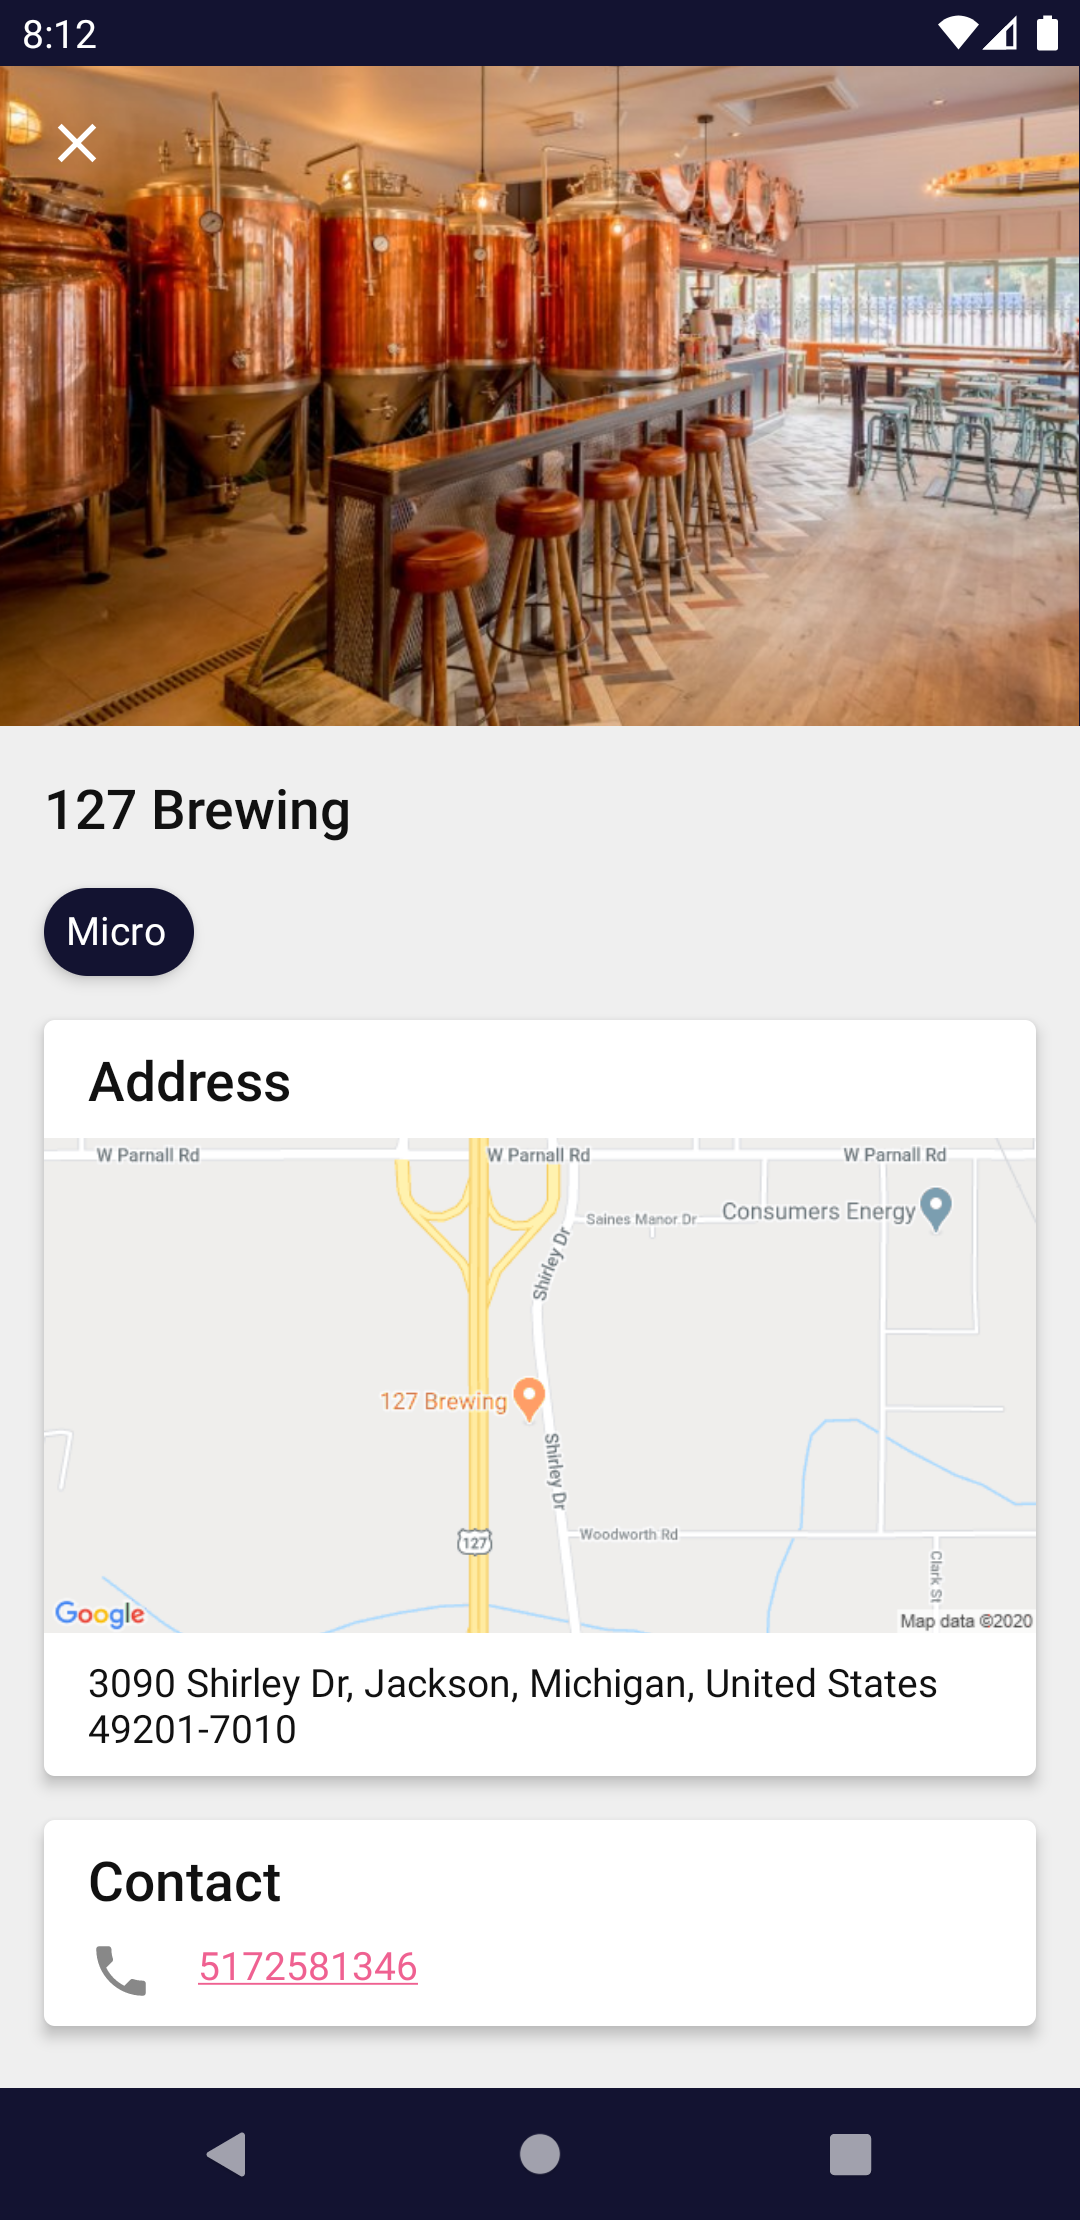 8:12
127 Brewing
Micro
Address
W Parnall Rd
W Parnall Rd
W Parnall Rd
Saines Manor Dr
Consumers Energy
Shirley Dr
127 Brewing
Shirley Dr
127
Woodworth Rd
Clark St
Google
Map data ©2020
3090 Shirley Dr, Jackson, Michigan, United States
49201-7010
Contact
5172581346